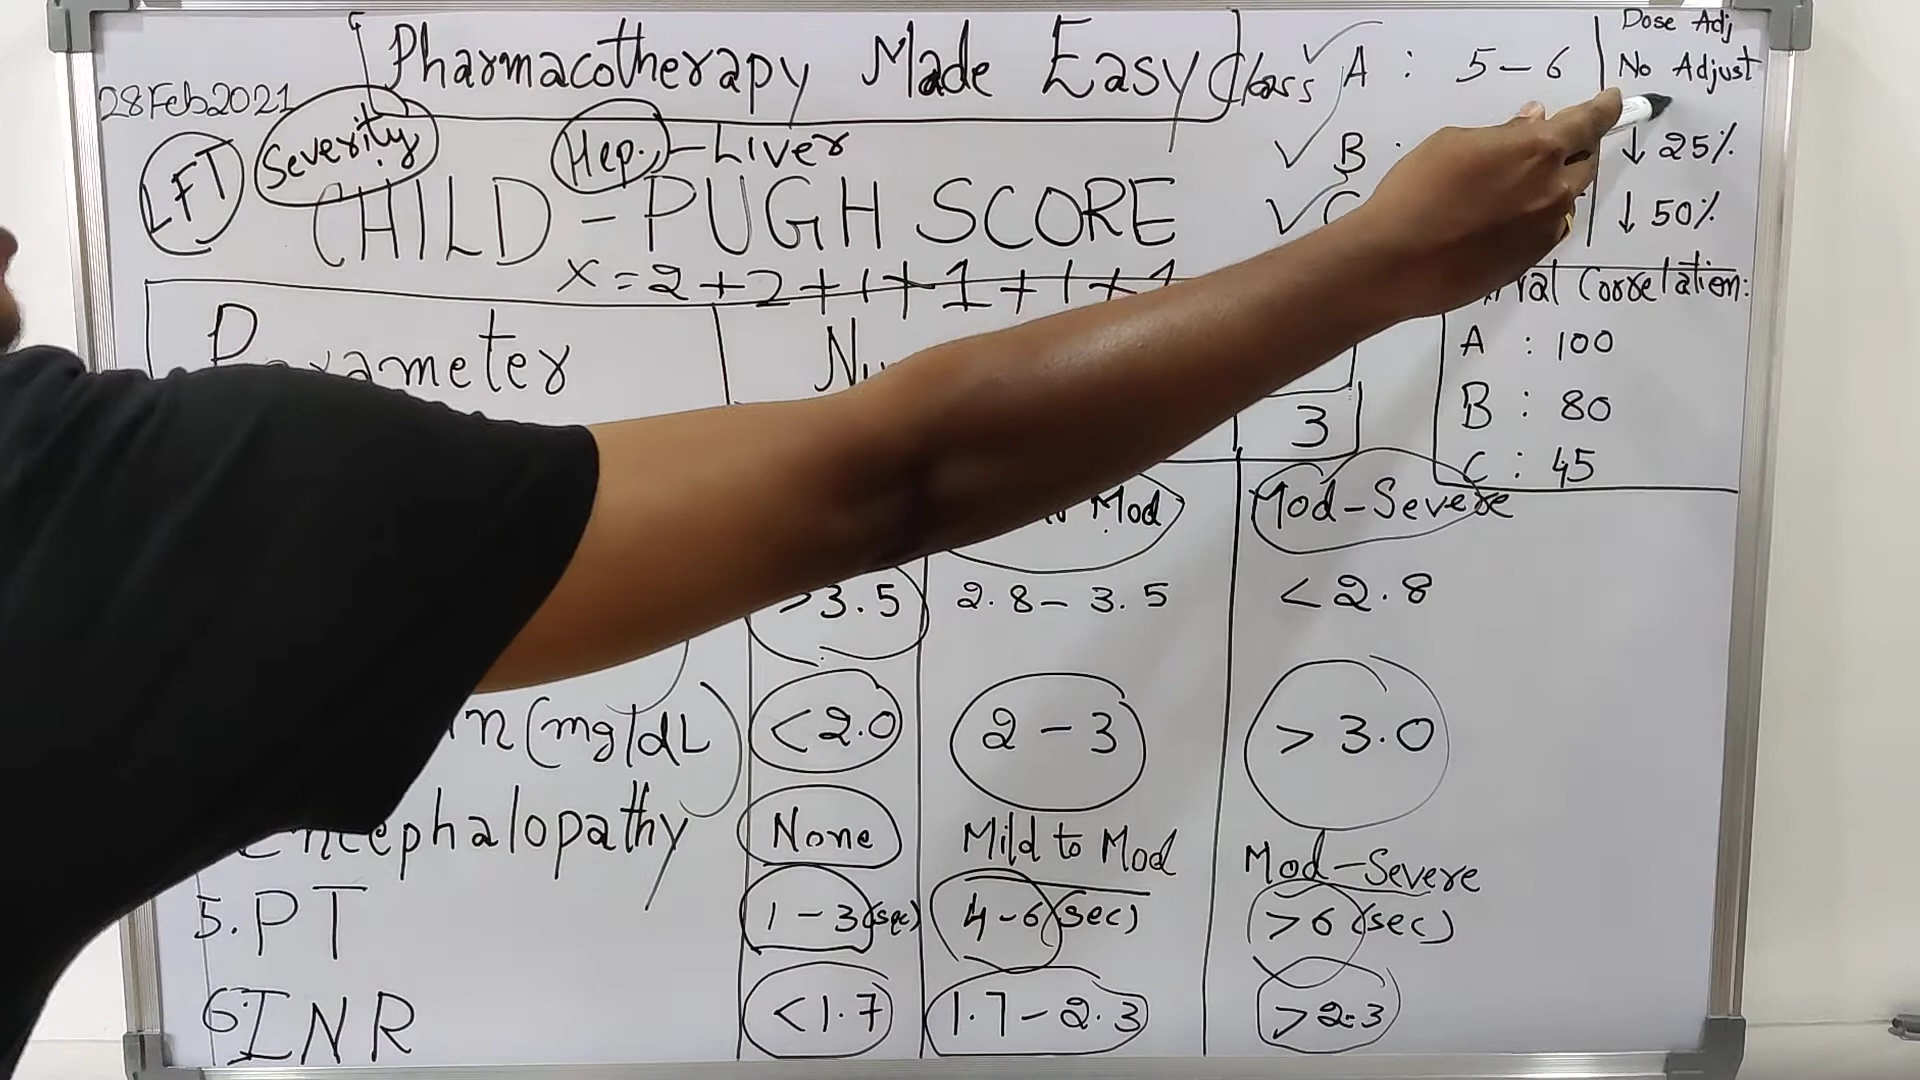 Pharmacotherapy Made Easy
28Feb2021
LFT
Severity
Hep. - Liver
CHILD - PUGH SCORE
x = 2 + 2 + 1 + 1 + 1 + 1
Class A : 5 - 6
B :
C
Dose Adj
No Adjust
↓ 25%
↓ 50%
Correlation:
A : 100
B : 80
C : 45
Parameter
3
Mod
Mod-Severe
>3.5
2.8 - 3.5
<2.8
(mg/dL)
<2.0
2 - 3
> 3.0
Encephalopathy
None
Mild to Mod
Mod-Severe
5. PT
1 - 3 (sec)
4-6 (sec)
>6 (sec)
6. INR
<1.7
1.7 - 2.3
>2.3